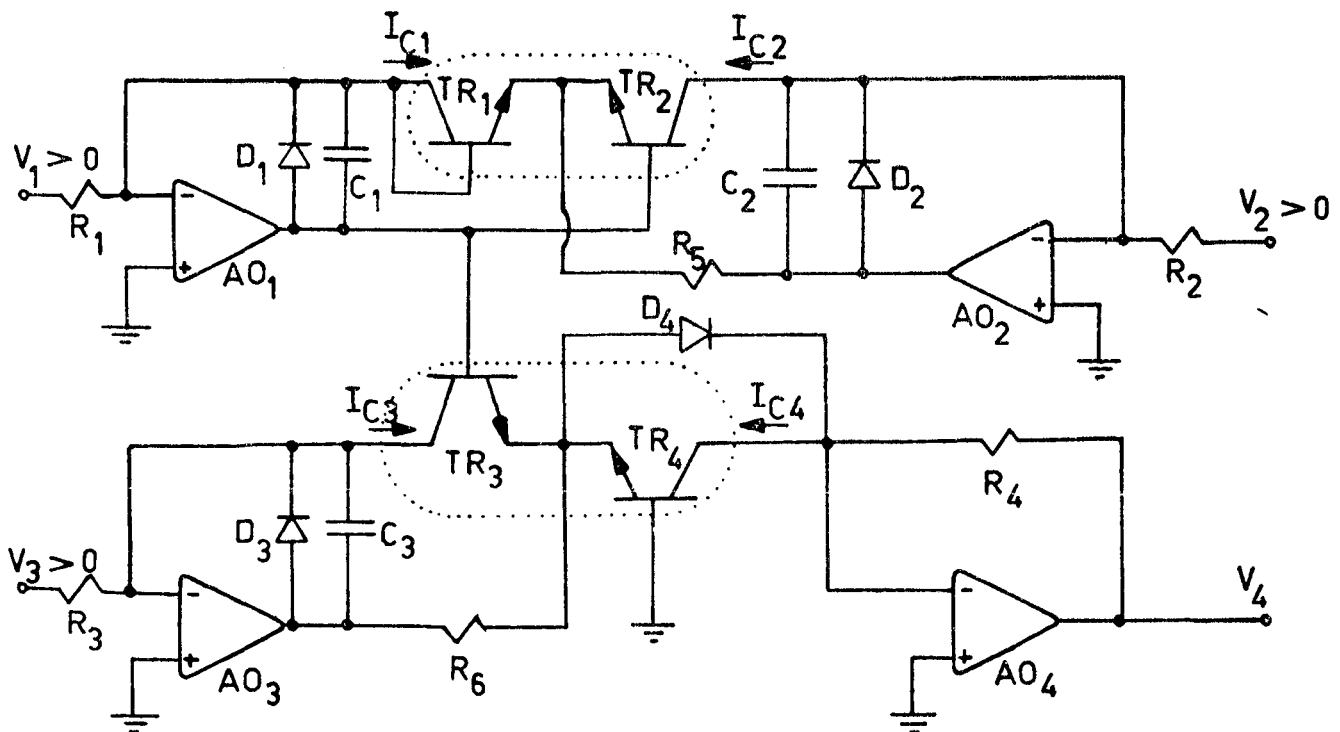 I_C1
I_C2
TR_1
TR_2
V_1 > 0
D_1
C_1
C_2
D_2
V_2 > 0
R_1
-
+
AO_1
R_5
-
+
AO_2
R_2
D_4
I_C3
I_C4
TR_3
TR_4
R_4
V_3 > 0
D_3
C_3
R_3
-
+
AO_3
R_6
-
+
AO_4
V_4